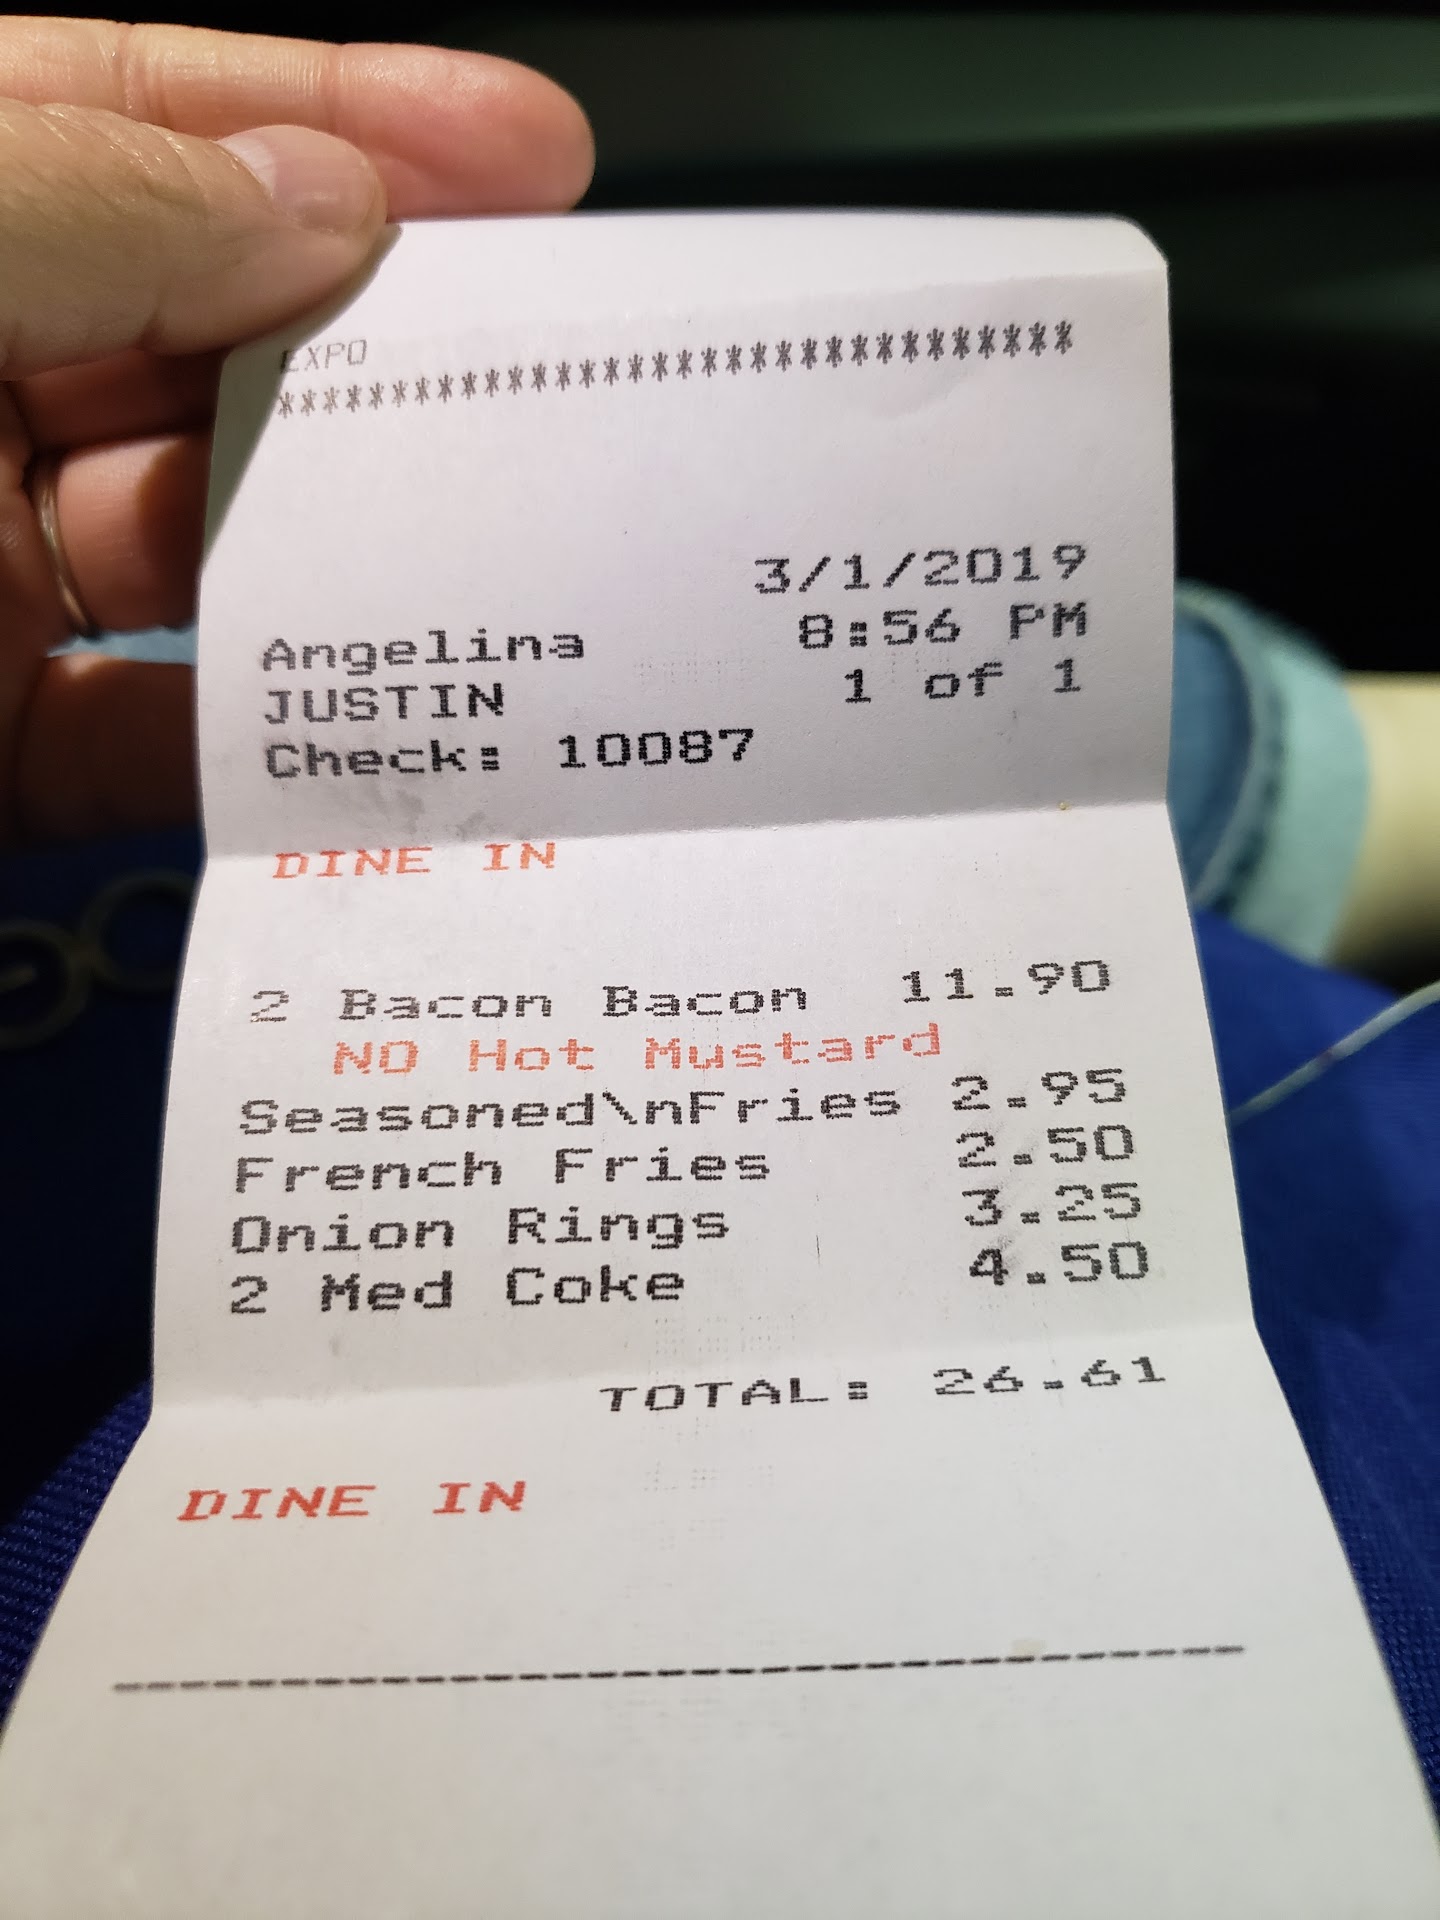 EXPO
**********************************
3/1/2019
Angelina 8:56 PM
JUSTIN 1 of 1
Check: 10087
DINE IN
2 Bacon Bacon 11.90
NO Hot Mustard
Seasoned\nFries 2.95
French Fries 2.50
Onion Rings 3.25
2 Med Coke 4.50
TOTAL: 26.61
DINE IN